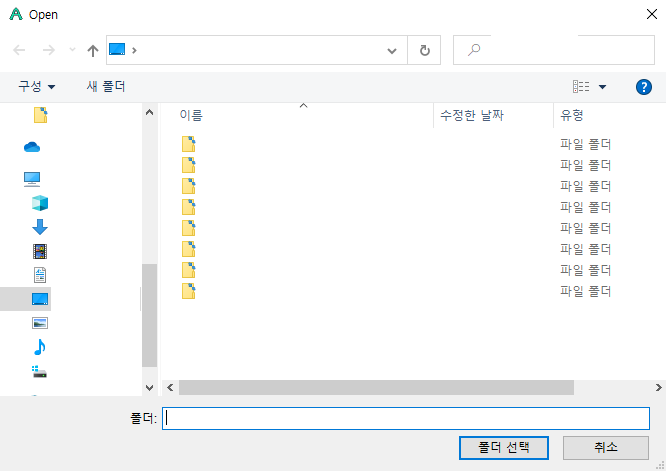 Open
구성
새 폴더
이름 수정한 날짜 유형
파일 폴더
파일 폴더
파일 폴더
파일 폴더
파일 폴더
파일 폴더
파일 폴더
파일 폴더
폴더:
폴더 선택 취소